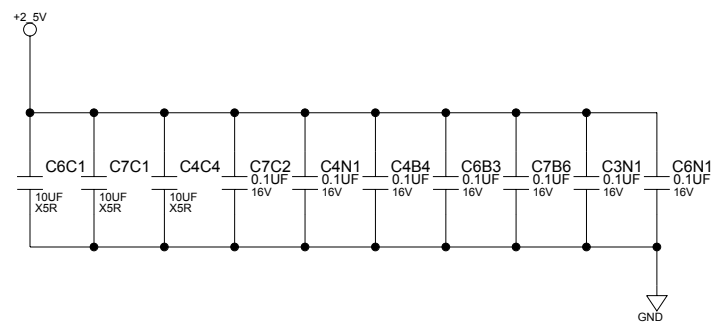 +2_5V
C6C1
10UF
X5R
C7C1
10UF
X5R
C4C4
10UF
X5R
C7C2
0.1UF
16V
C4N1
0.1UF
16V
C4B4
0.1UF
16V
C6B3
0.1UF
16V
C7B6
0.1UF
16V
C3N1
0.1UF
16V
C6N1
0.1UF
16V
GND